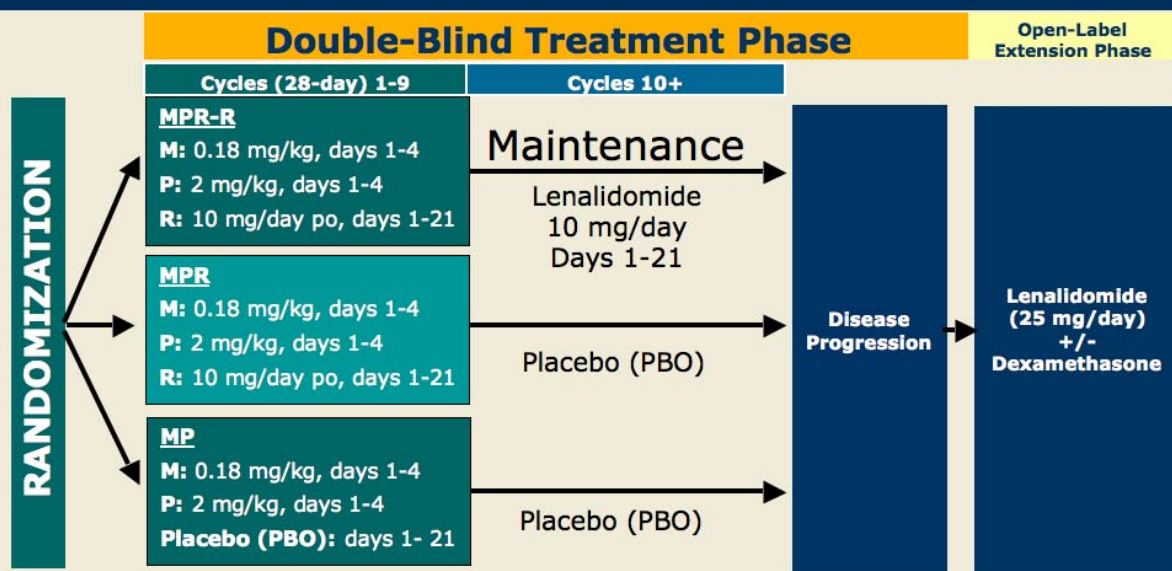 Double-Blind Treatment Phase
Open-Label
Extension Phase
Cycles (28-day) 1-9
Cycles 10+
RANDOMIZATION
MPR-R
M: 0.18 mg/kg, days 1-4
P: 2 mg/kg, days 1-4
R: 10 mg/day po, days 1-21
Maintenance
Lenalidomide
10 mg/day
Days 1-21
MPR
M: 0.18 mg/kg, days 1-4
P: 2 mg/kg, days 1-4
R: 10 mg/day po, days 1-21
Placebo (PBO)
MP
M: 0.18 mg/kg, days 1-4
P: 2 mg/kg, days 1-4
Placebo (PBO): days 1- 21
Placebo (PBO)
Disease
Progression
Lenalidomide
(25 mg/day)
+/-
Dexamethasone